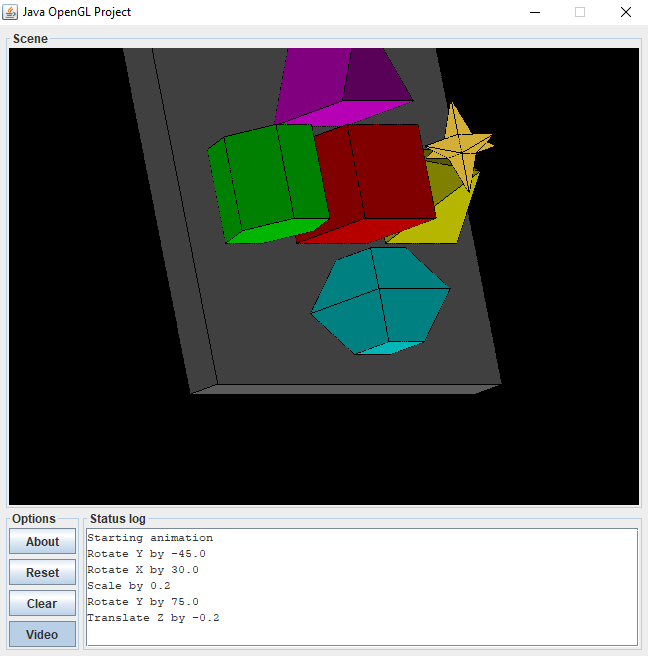 Java OpenGL Project
Scene
Options
About
Reset
Clear
Video
Status log
Starting animation
Rotate Y by -45.0
Rotate X by 30.0
Scale by 0.2
Rotate Y by 75.0
Translate Z by -0.2